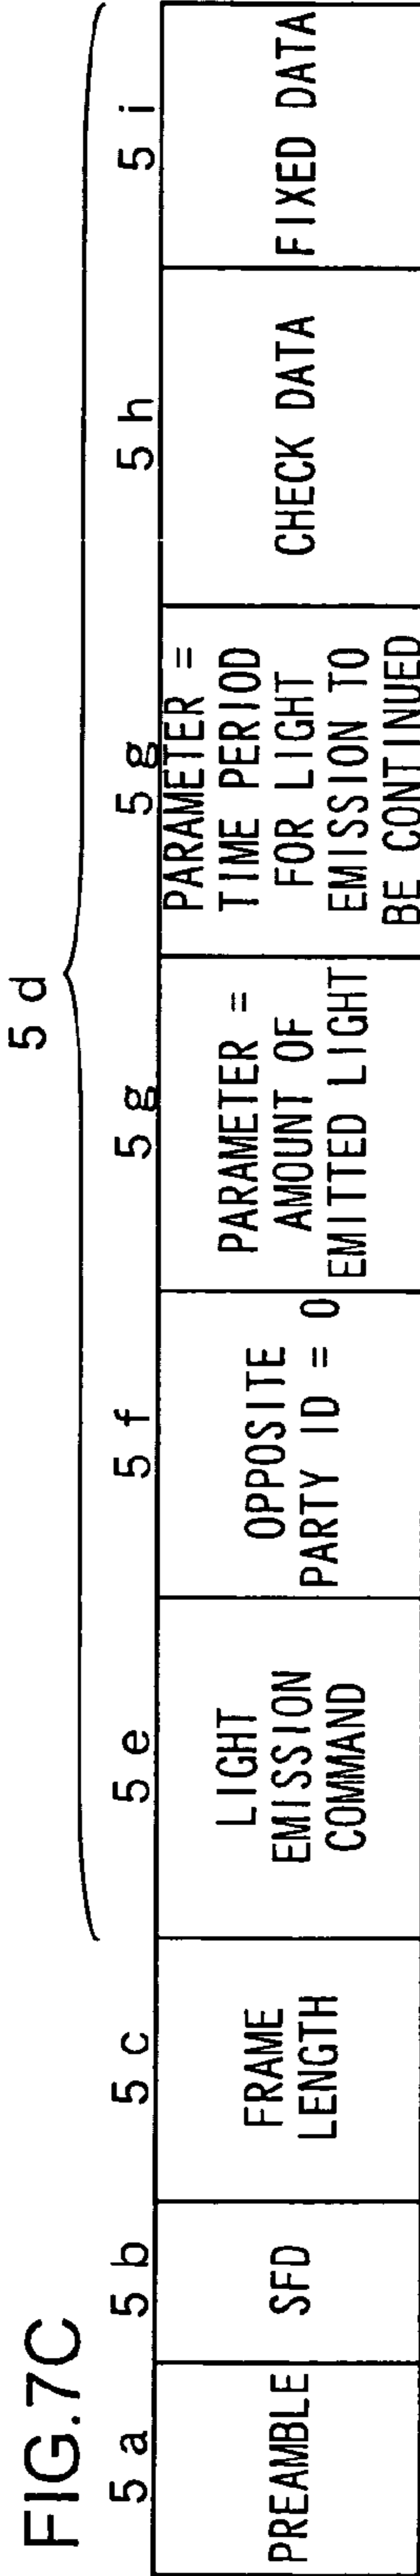 FIG.7C
5d
5a 5b 5c 5e 5f 5g 5g 5h 5i
PREAMBLE
SFD
FRAME
LENGTH
LIGHT
EMISSION
COMMAND
OPPOSITE
PARTY ID = 0
PARAMETER =
AMOUNT OF
EMITTED LIGHT
PARAMETER =
TIME PERIOD
FOR LIGHT
EMISSION TO
BE CONTINUED
CHECK DATA
FIXED DATA